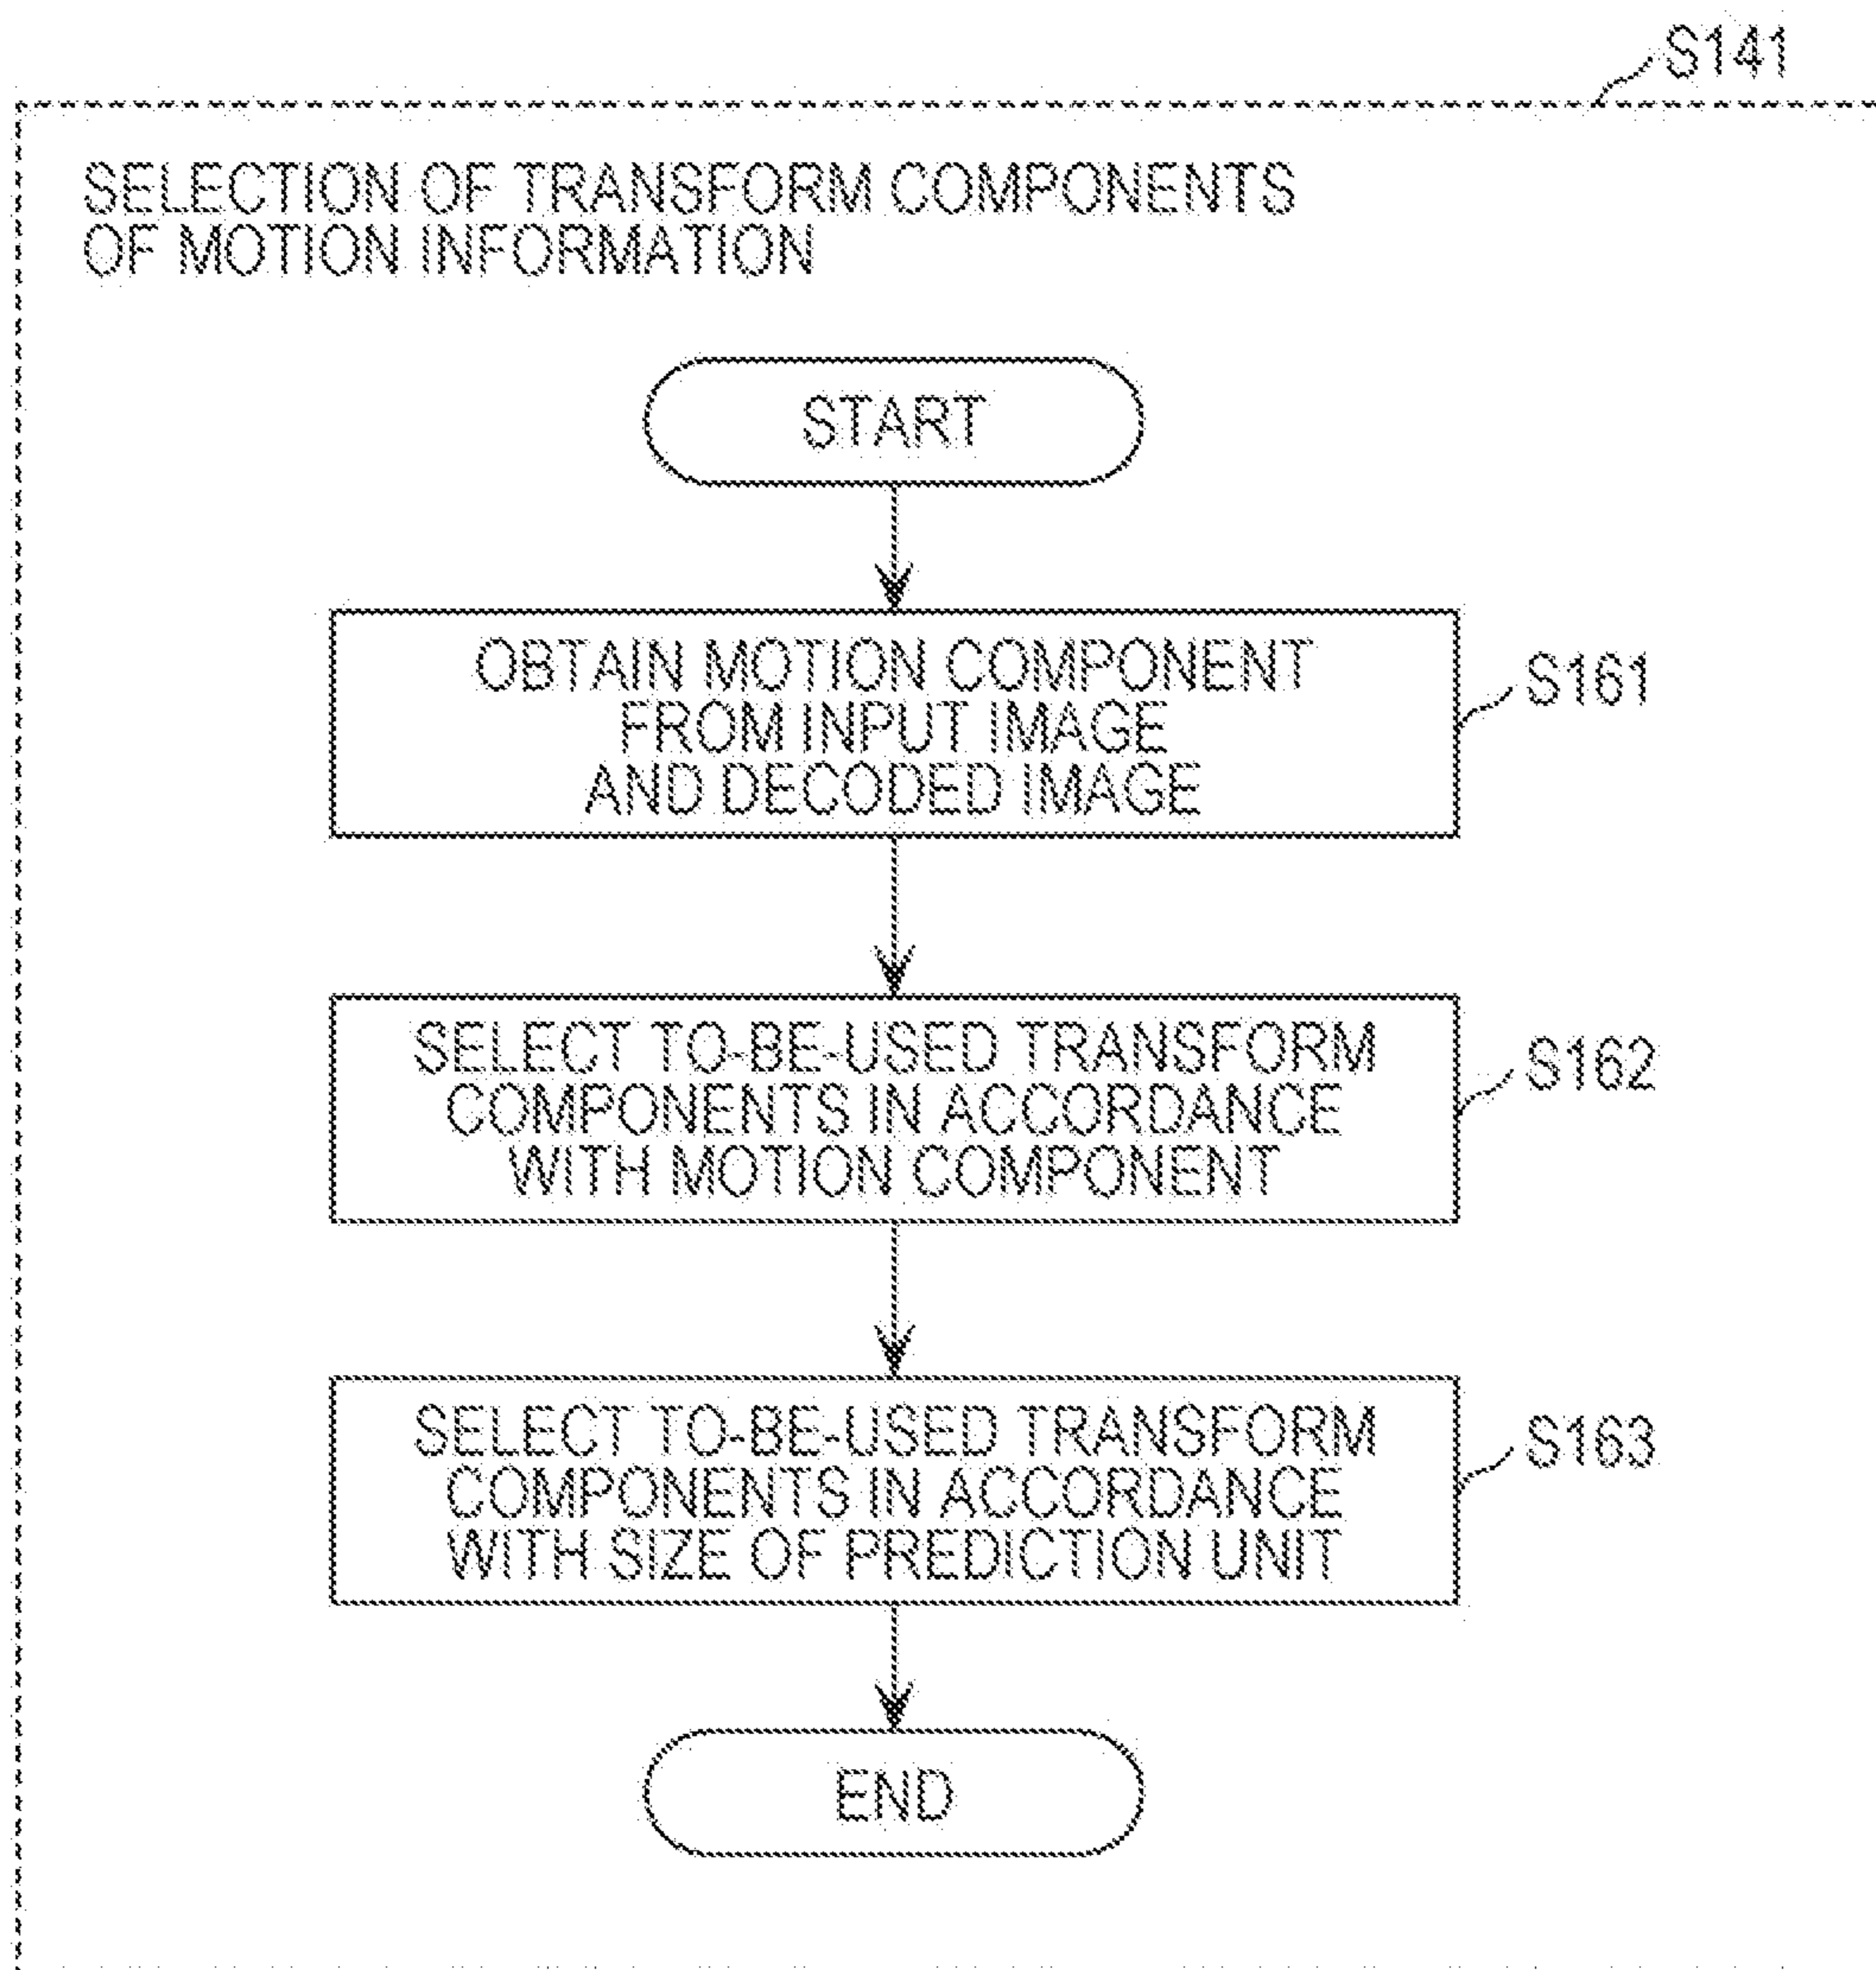 S141
SELECTION OF TRANSFORM COMPONENTS
OF MOTION INFORMATION
START
OBTAIN MOTION COMPONENT
FROM INPUT IMAGE
AND DECODED IMAGE
S161
SELECT TO-BE-USED TRANSFORM
COMPONENTS IN ACCORDANCE
WITH MOTION COMPONENT
S162
SELECT TO-BE-USED TRANSFORM
COMPONENTS IN ACCORDANCE
WITH SIZE OF PREDICTION UNIT
S163
END